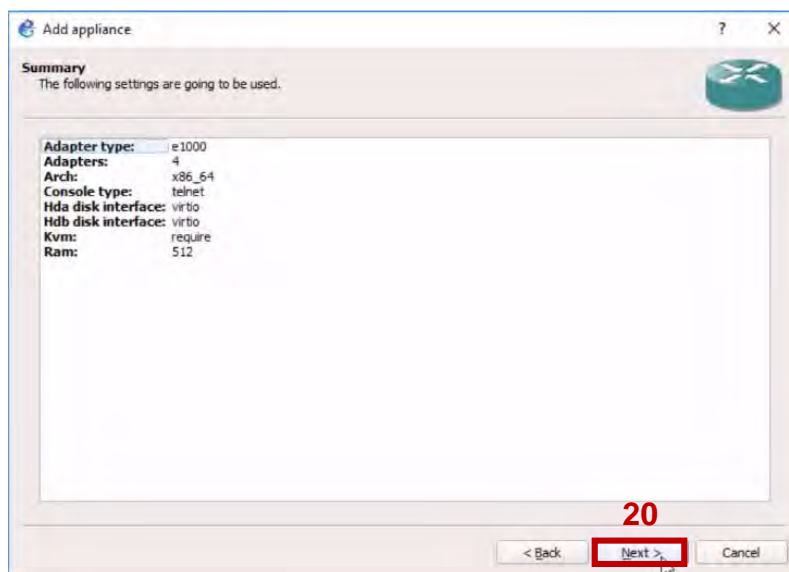 Add appliance
Summary
The following settings are going to be used.
Adapter type: e1000
Adapters: 4
Arch: x86_64
Console type: telnet
Hda disk interface: virtio
Hdb disk interface: virtio
Kvm: require
Ram: 512
20
< Back Next > Cancel